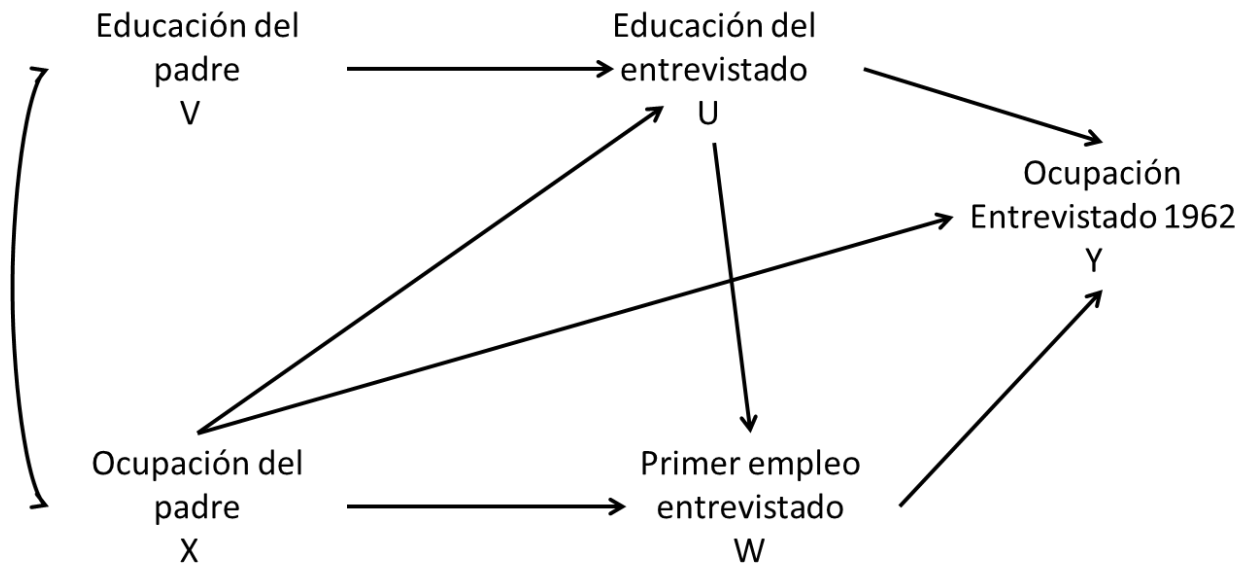 Educación del
padre
V
Educación del
entrevistado
U
Ocupación
Entrevistado 1962
Y
Ocupación del
padre
X
Primer empleo
entrevistado
W